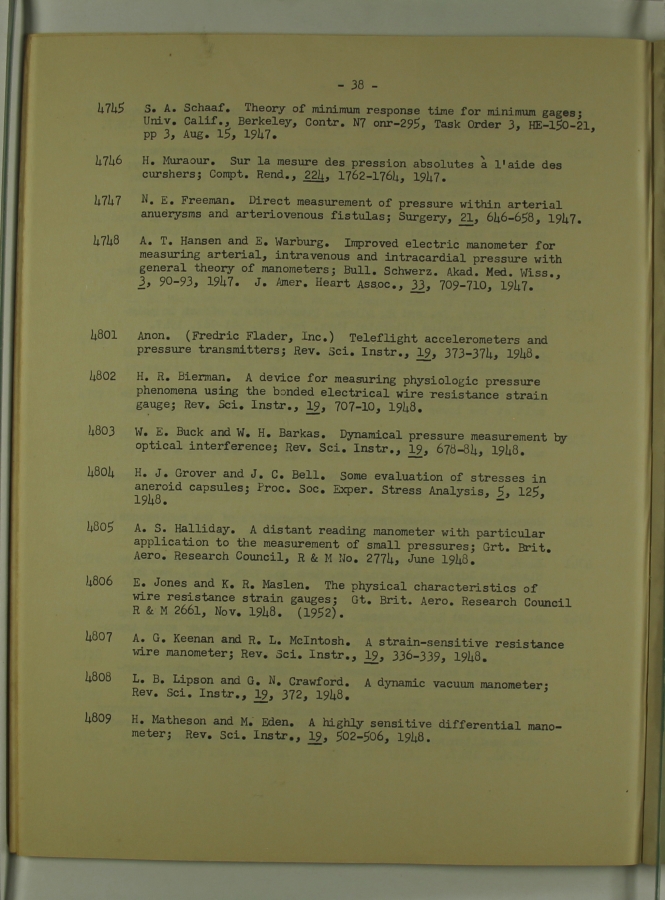 - 38 -
4745 S. A. Schaaf. Theory of minimum response time for minimum gages;
Univ. Calif., Berkeley, Contr. N7 onr-295, Task Order 3, HE-150-21,
pp 3, Aug. 15, 1947.
4746 H. Muraour. Sur la mesure des pression absolutes à l'aide des
curshers; Compt. Rend., 224, 1762-1764, 1947.
4747 N. E. Freeman. Direct measurement of pressure within arterial
anuerysms and arteriovenous fistulas; Surgery, 21, 646-658, 1947.
4748 A. T. Hansen and E. Warburg. Improved electric manometer for
measuring arterial, intravenous and intracardial pressure with
general theory of manometers; Bull. Schwerz. Akad. Med. Wiss.,
3, 90-93, 1947. J. Amer. Heart Assoc., 33, 709-710, 1947.
4801 Anon. (Fredric Flader, Inc.) Teleflight accelerometers and
pressure transmitters; Rev. Sci. Instr., 19, 373-374, 1948.
4802 H. R. Bierman. A device for measuring physiologic pressure
phenomena using the bonded electrical wire resistance strain
gauge; Rev. Sci. Instr., 19, 707-10, 1948.
4803 W. E. Buck and W. H. Barkas. Dynamical pressure measurement by
optical interference; Rev. Sci. Instr., 19, 678-84, 1948.
4804 H. J. Grover and J. C. Bell. Some evaluation of stresses in
aneroid capsules; Proc. Soc. Exper. Stress Analysis, 5, 125,
1948.
4805 A. S. Halliday. A distant reading manometer with particular
application to the measurement of small pressures; Grt. Brit.
Aero. Research Council, R & M No. 2774, June 1948.
4806 E. Jones and K. R. Maslen. The physical characteristics of
wire resistance strain gauges; Gt. Brit. Aero. Research Council
R & M 2661, Nov. 1948. (1952).
4807 A. G. Keenan and R. L. McIntosh. A strain-sensitive resistance
wire manometer; Rev. Sci. Instr., 19, 336-339, 1948.
4808 L. B. Lipson and G. N. Crawford. A dynamic vacuum manometer;
Rev. Sci. Instr., 19, 372, 1948.
4809 H. Matheson and M. Eden. A highly sensitive differential mano-
meter; Rev. Sci. Instr., 19, 502-506, 1948.